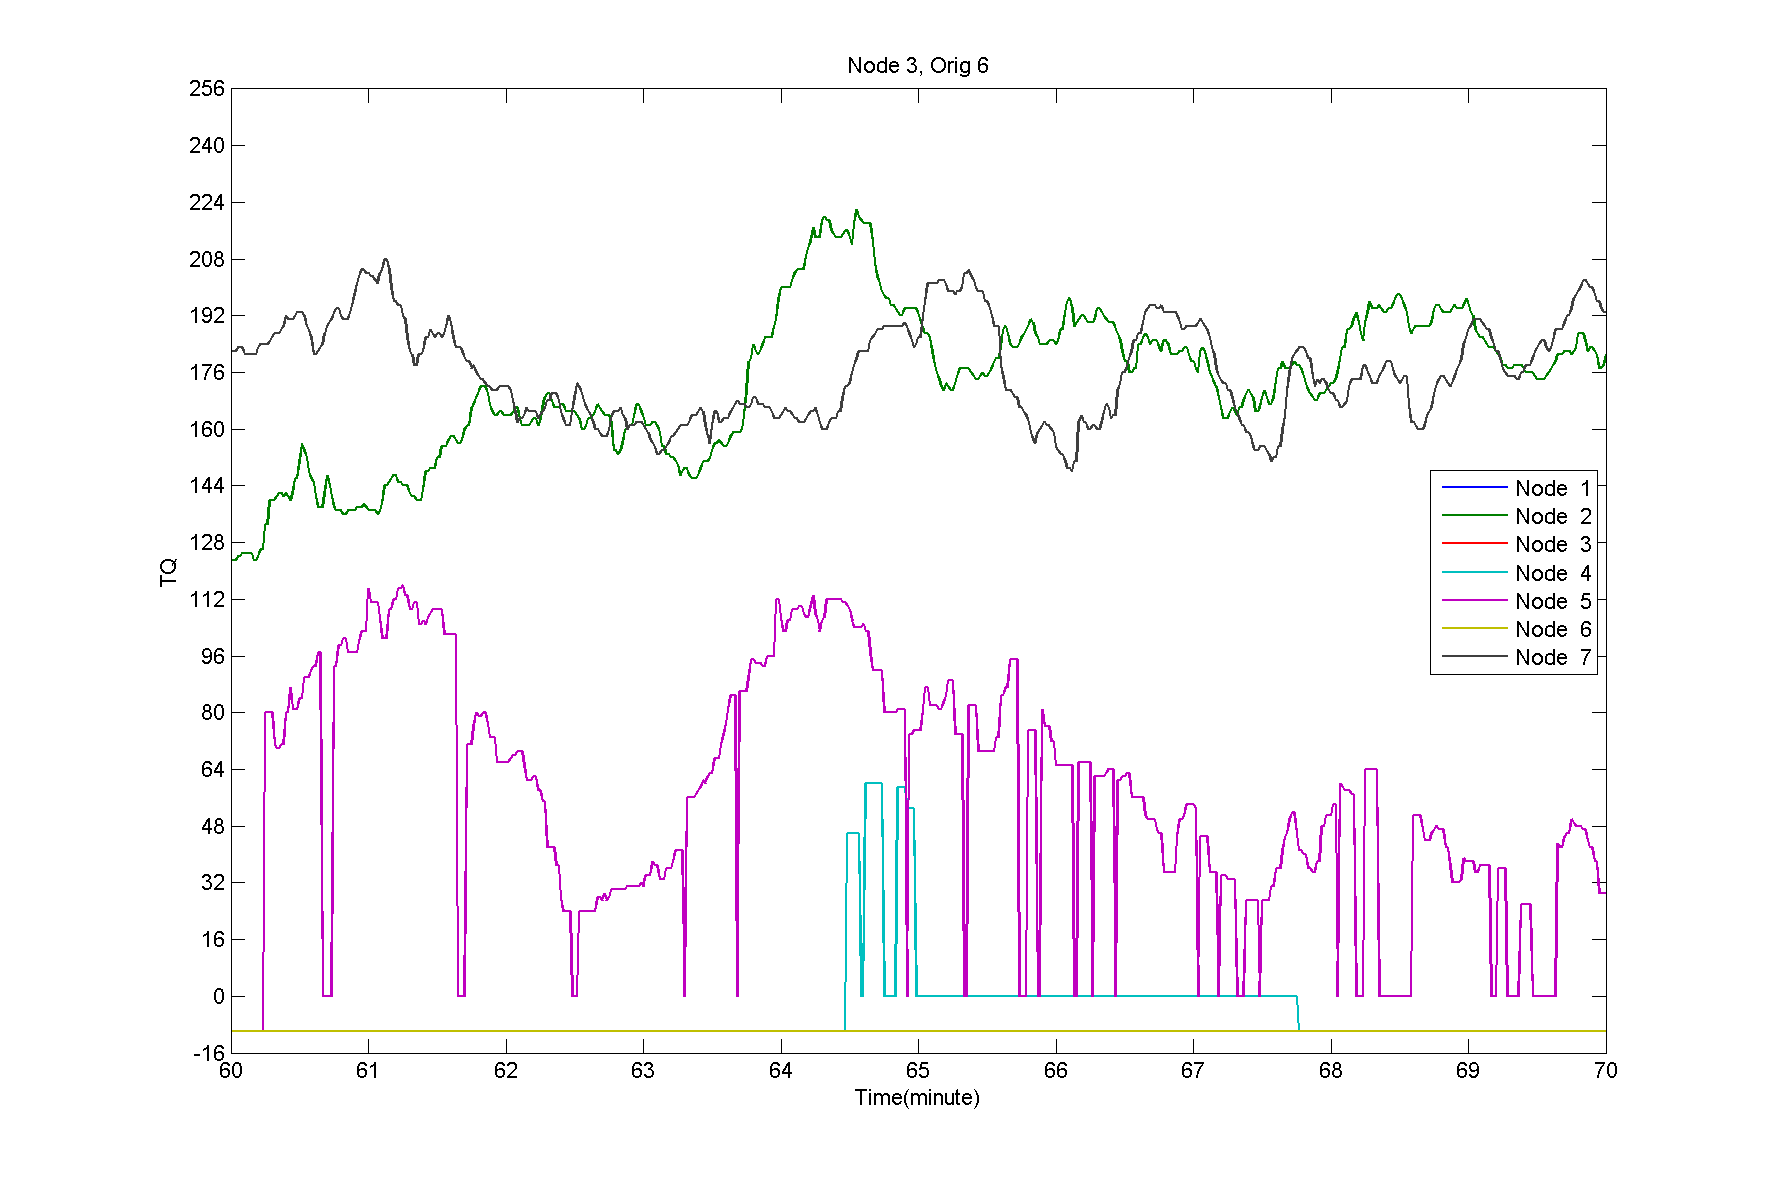 Node 3, Orig 6
256
240
224
208
192
176
160
144
128
112
96
80
64
48
32
16
0
-16
TQ
Node 1
Node 2
Node 3
Node 4
Node 5
Node 6
Node 7
60 61 62 63 64 65 66 67 68 69 70
Time(minute)